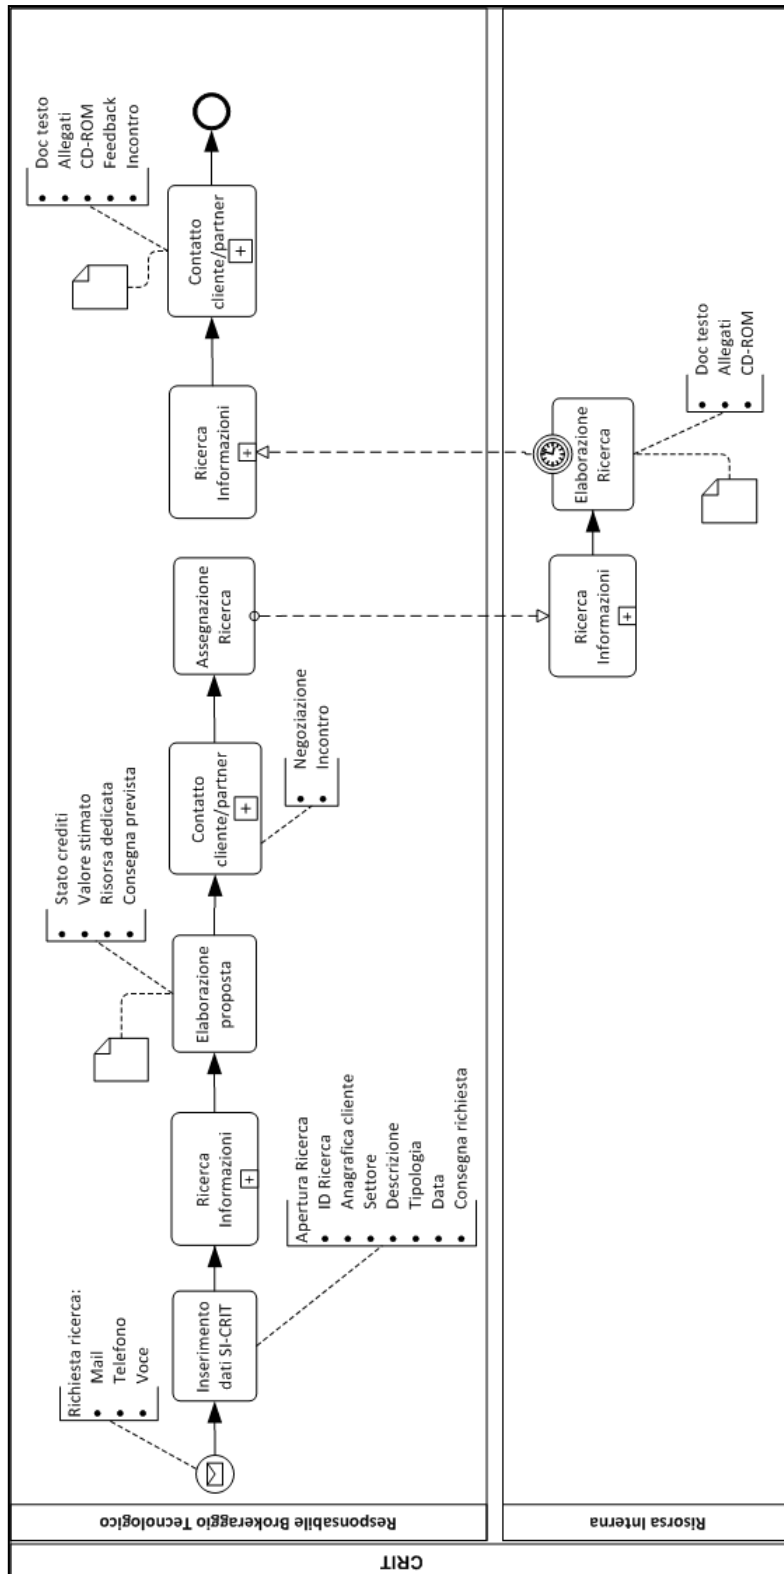 CRIT
Responsabile Brokeraggio Tecnologico
Richiesta ricerca:
Mail
Telefono
Voce
Inserimento
dati SI-CRIT
Apertura Ricerca
ID Ricerca
Anagrafica cliente
Settore
Descrizione
Tipologia
Data
Consegna richiesta
Ricerca
Informazioni
Elaborazione
proposta
Stato crediti
Valore stimato
Risorsa dedicata
Consegna prevista
Contatto
cliente/partner
Negoziazione
Incontro
Assegnazione
Ricerca
Ricerca
Informazioni
Contatto
cliente/partner
Doc testo
Allegati
CD-ROM
Feedback
Incontro
Risorsa Interna
Ricerca
Informazioni
Elaborazione
Ricerca
Doc testo
Allegati
CD-ROM